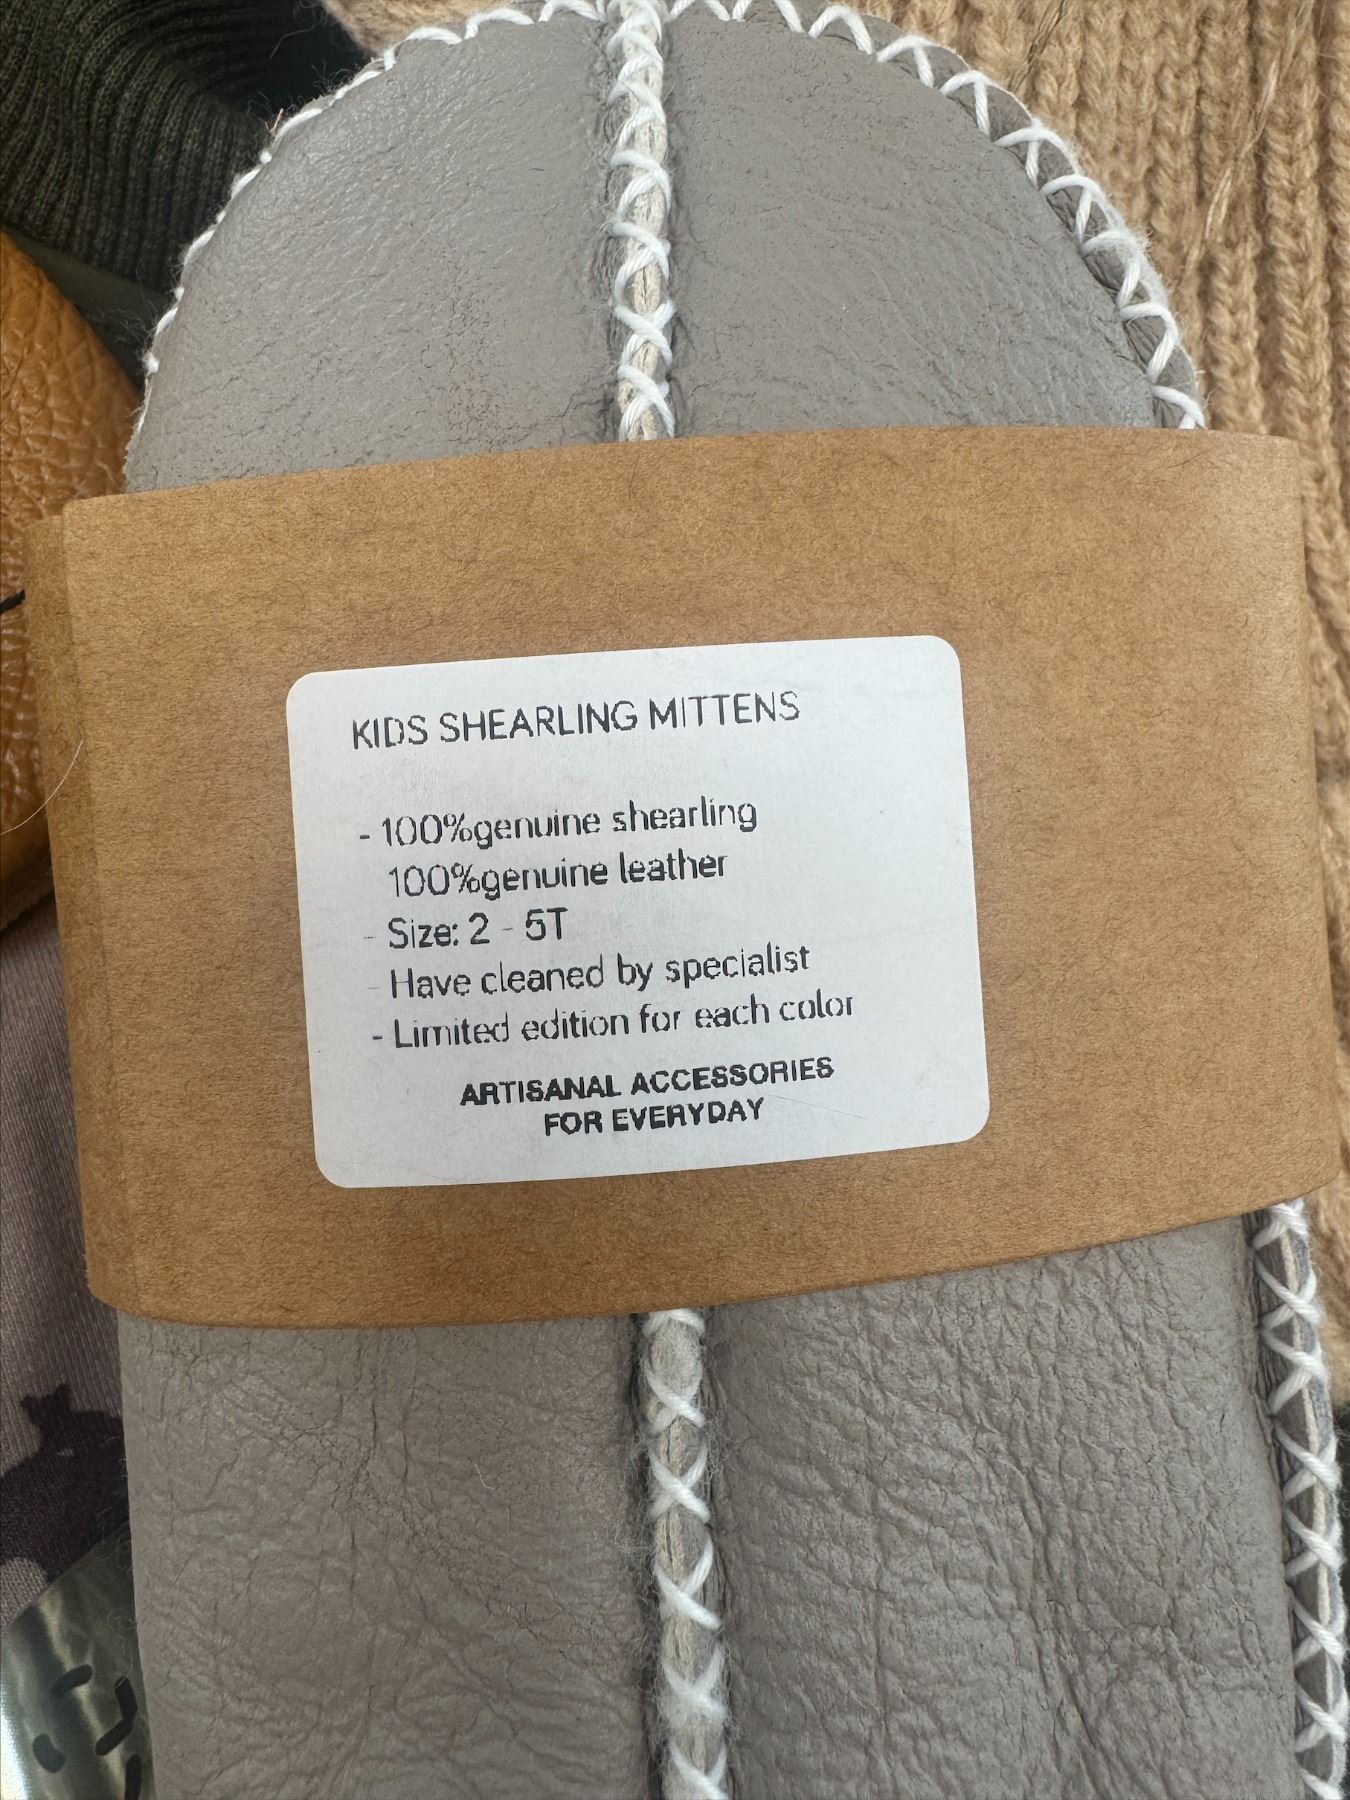 KIDS SHEARLING MITTENS
- 100%genuine shearling
100%genuine leather
- Size: 2 - 5T
- Have cleaned by specialist
- Limited edition for each color
ARTISANAL ACCESSORIES
FOR EVERYDAY